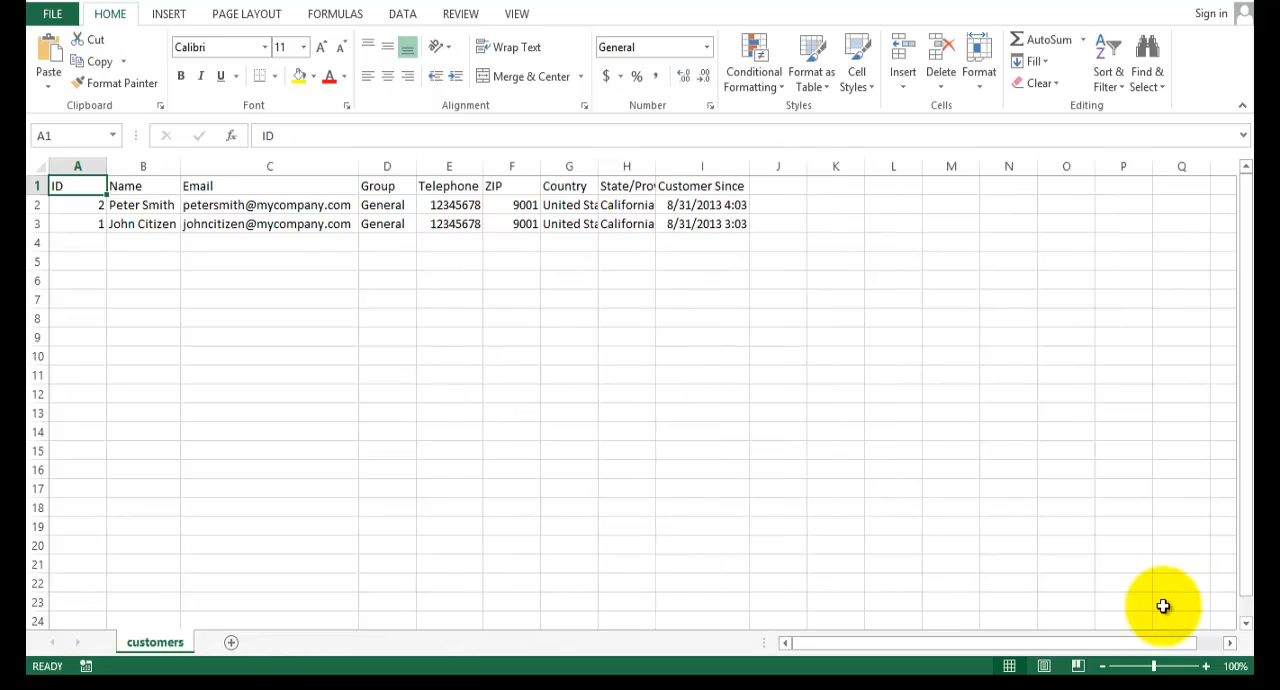 FILE HOME INSERT PAGE LAYOUT FORMULAS DATA REVIEW VIEW Sign in
Paste Cut Copy Format Painter Clipboard
Calibri 11 B I U A Font
Wrap Text Merge & Center Alignment
General $ % , Number
Conditional Formatting Format as Table Cell Styles Styles
Insert Delete Format Cells
AutoSum Fill Clear Sort & Filter Find & Select Editing
A1 fx ID
A B C D E F G H I J K L M N O P Q
1 ID Name Email Group Telephone ZIP Country State/Pro Customer Since
2 2 Peter Smith petersmith@mycompany.com General 12345678 9001 United Sta California 8/31/2013 4:03
3 1 John Citizen johncitizen@mycompany.com General 12345678 9001 United Sta California 8/31/2013 3:03
4
5
6
7
8
9
10
11
12
13
14
15
16
17
18
19
20
21
22
23
24
customers
READY 100%